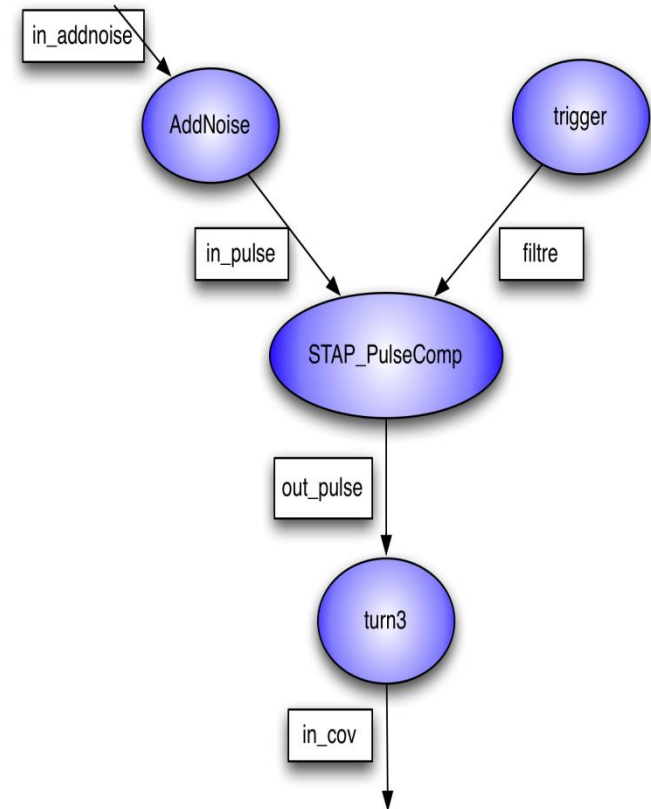 in_addnoise
AddNoise
trigger
in_pulse
filtre
STAP_PulseComp
out_pulse
turn3
in_cov